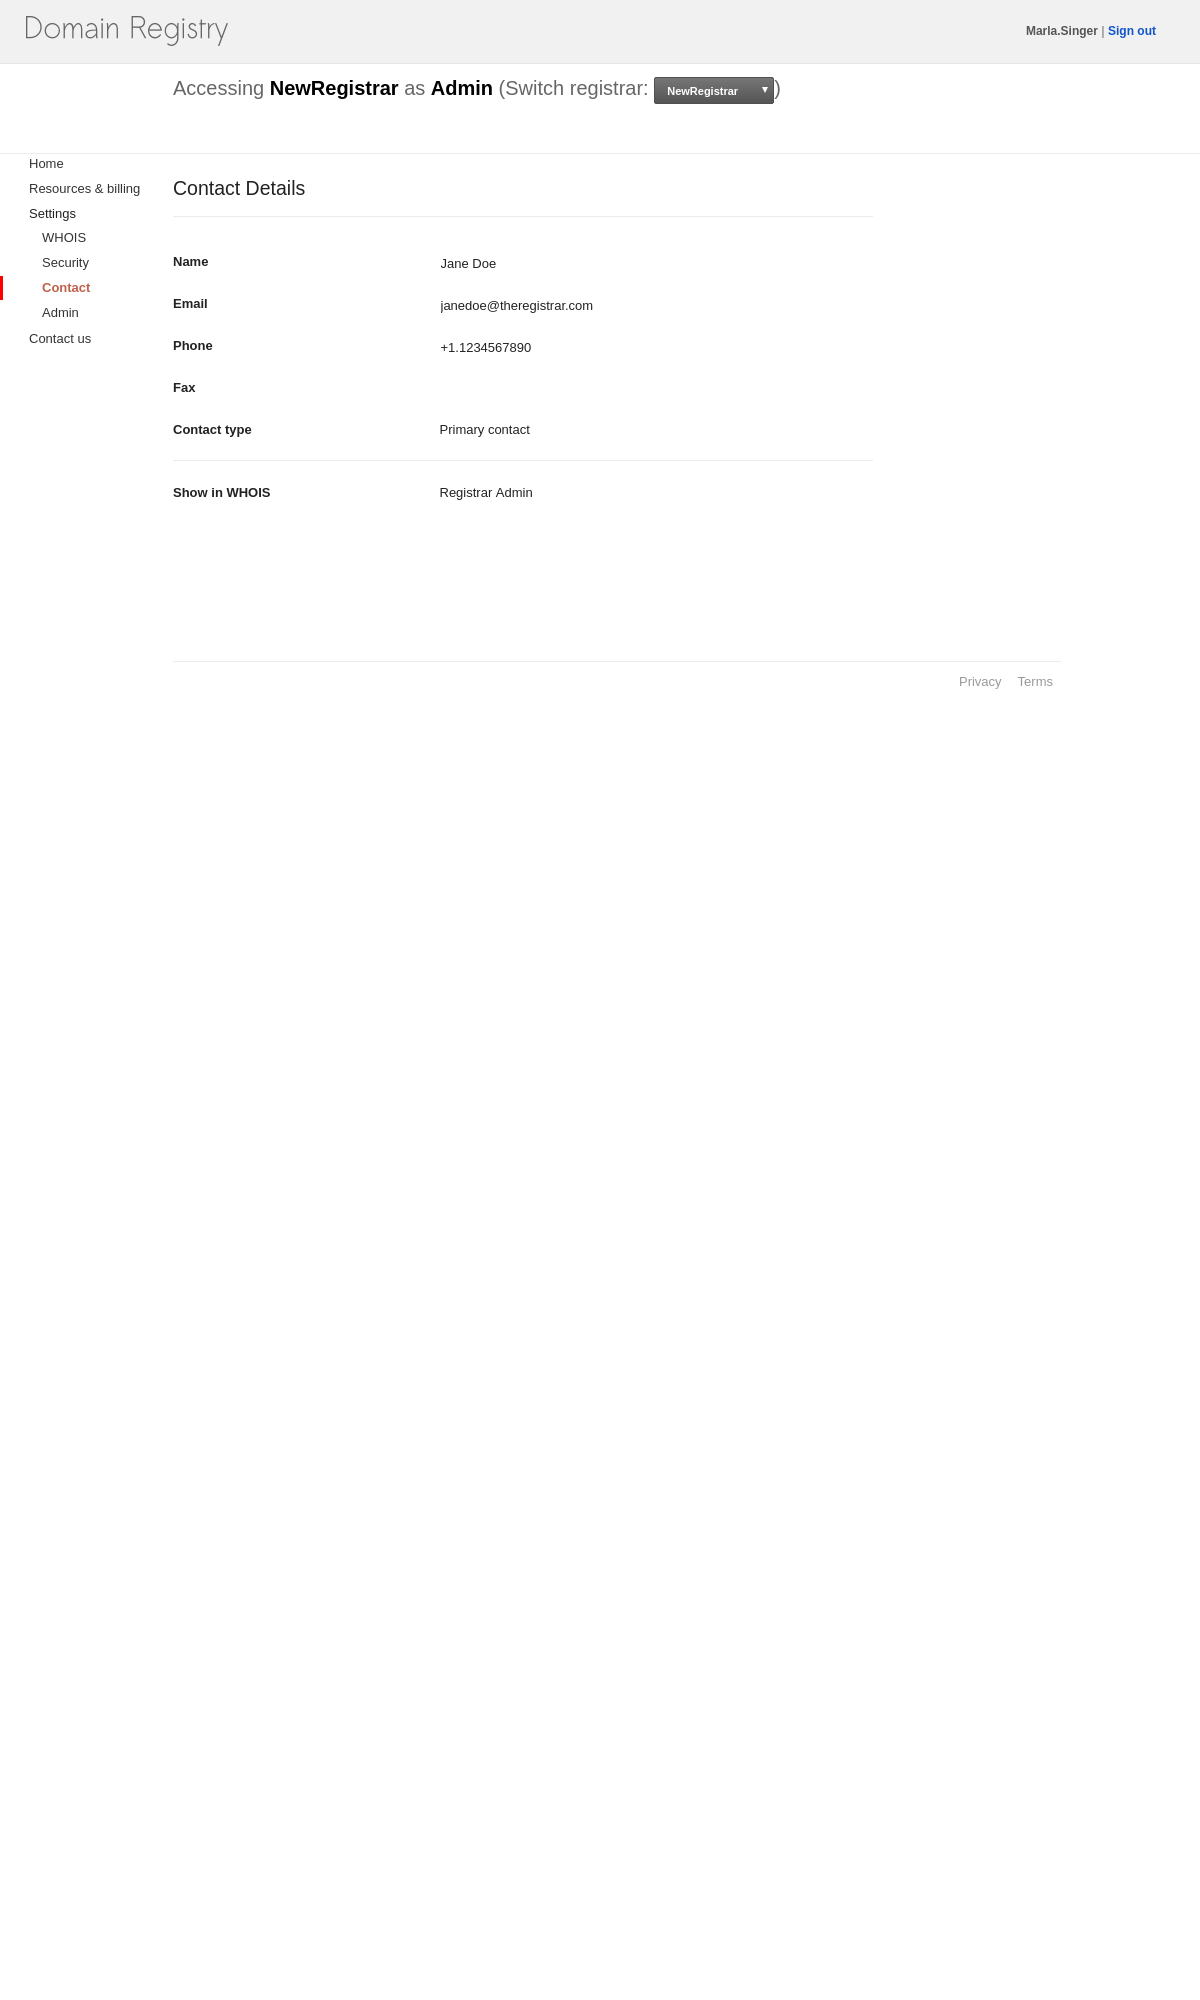 Domain Registry
Marla.Singer | Sign out
Accessing NewRegistrar as Admin (Switch registrar: NewRegistrar ▼)
Home
Resources & billing
Settings
WHOIS
Security
Contact
Admin
Contact us
Contact Details
Name Jane Doe
Email janedoe@theregistrar.com
Phone +1.1234567890
Fax
Contact type Primary contact
Show in WHOIS Registrar Admin
Privacy Terms